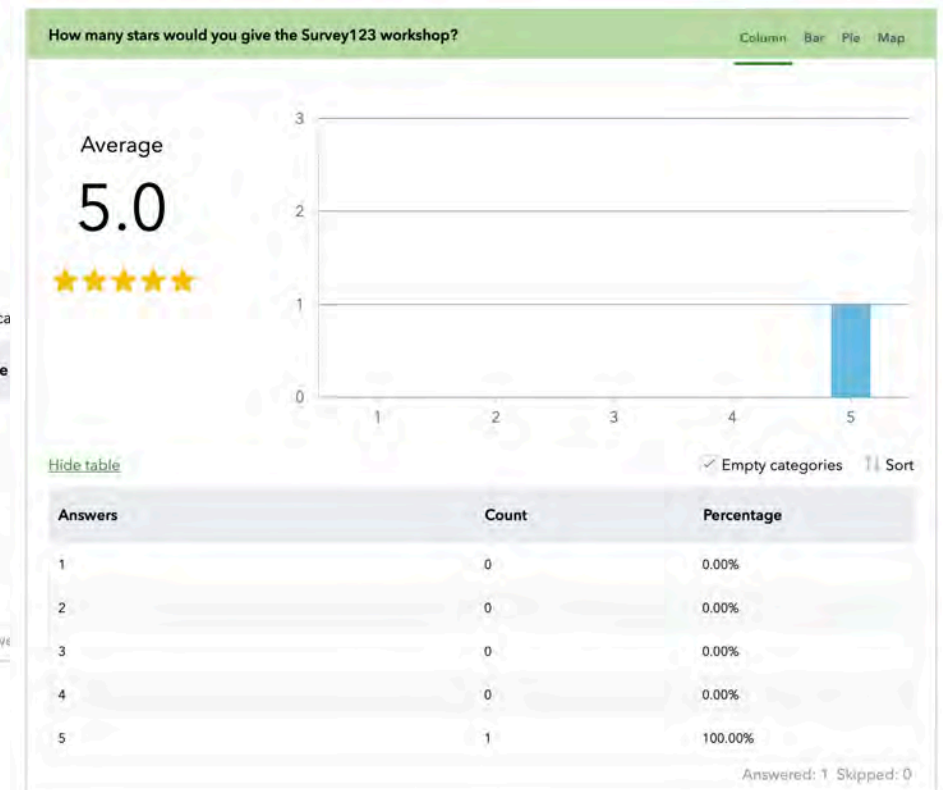 How many stars would you give the Survey123 workshop?
Column Bar Pie Map
Average
5.0
3
2
1
0
1 2 3 4 5
Hide table
Empty categories Sort
Answers Count Percentage
1 0 0.00%
2 0 0.00%
3 0 0.00%
4 0 0.00%
5 1 100.00%
Answered: 1 Skipped: 0